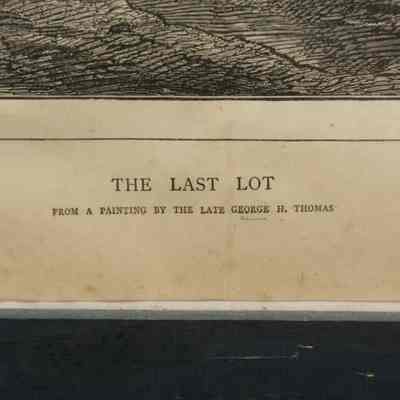 THE LAST LOT
FROM A PAINTING BY THE LATE GEORGE H. THOMAS